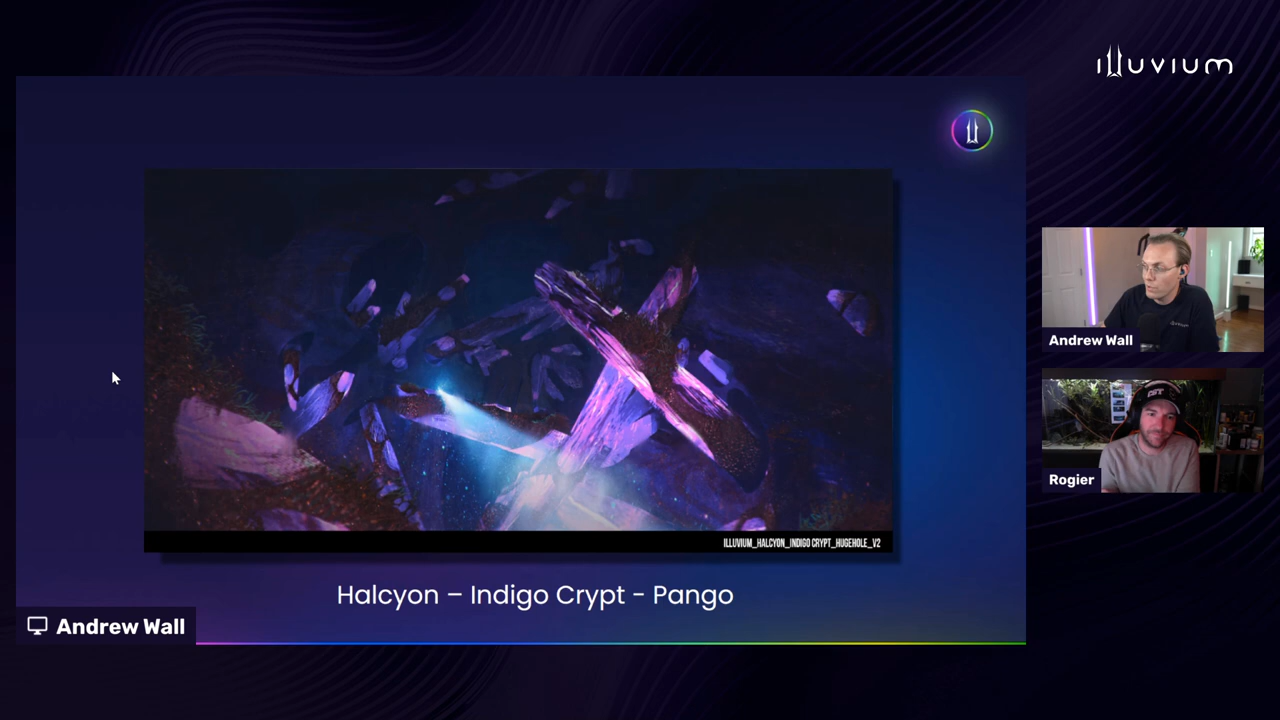 illuvium
ILLUVIUM_HALCYON_INDIGO CRYPT_HUGEHOLE_V2
Halcyon – Indigo Crypt - Pango
Andrew Wall
Andrew Wall
Rogier